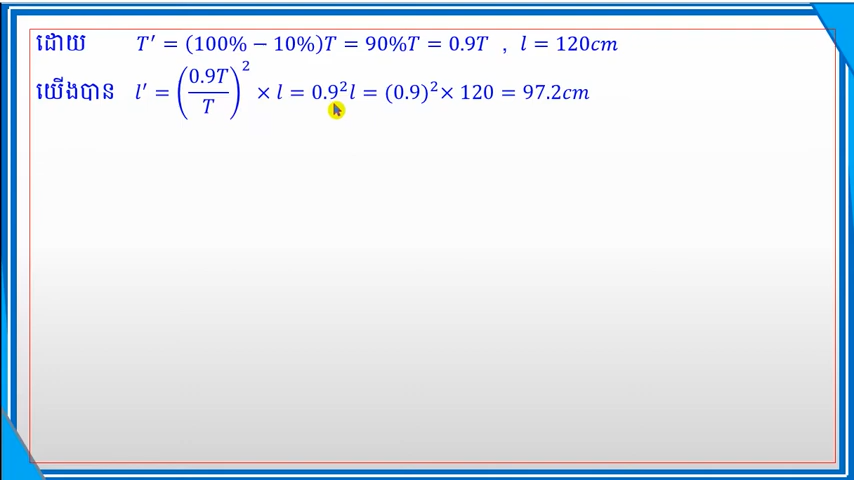 ដោយ T′ = (100% − 10%)T = 90%T = 0.9T , l = 120cm
យើងបាន l′ = (0.9T/T)² × l = 0.9²l = (0.9)² × 120 = 97.2cm